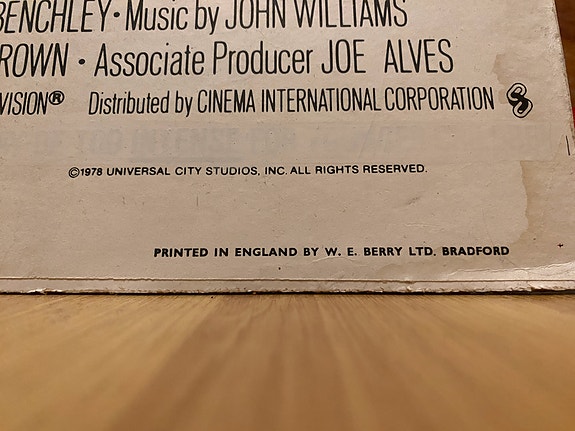 BENCHLEY · Music by JOHN WILLIAMS
ROWN · Associate Producer JOE ALVES
VISION® Distributed by CINEMA INTERNATIONAL CORPORATION
©1978 UNIVERSAL CITY STUDIOS, INC. ALL RIGHTS RESERVED.
PRINTED IN ENGLAND BY W. E. BERRY LTD. BRADFORD